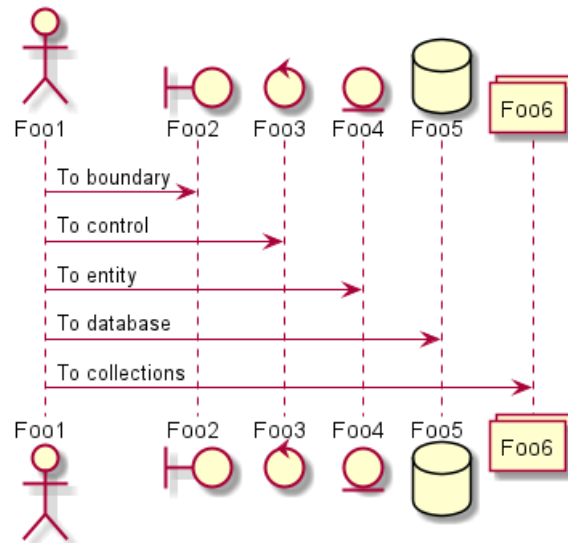 Foo1 Foo2 Foo3 Foo4 Foo5 Foo6
To boundary
To control
To entity
To database
To collections
Foo1 Foo2 Foo3 Foo4 Foo5 Foo6